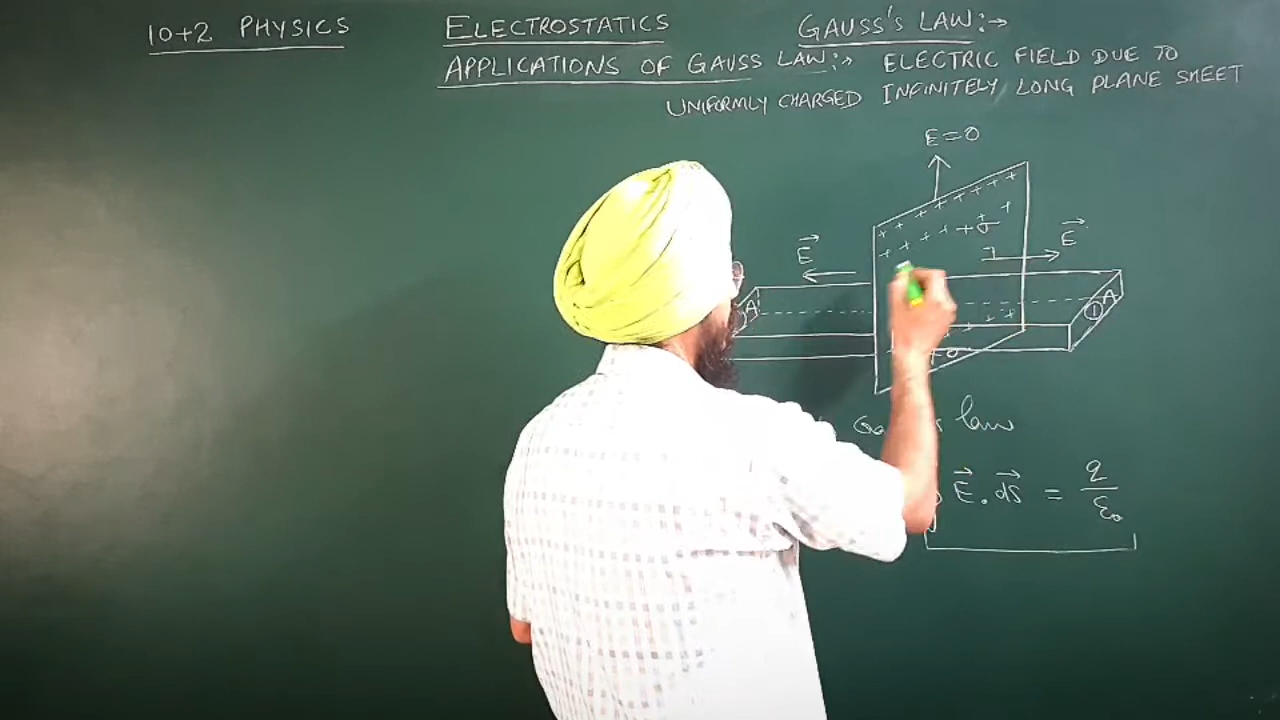 10+2 PHYSICS
ELECTROSTATICS
GAUSS'S LAW:→
APPLICATIONS OF GAUSS LAW:→ ELECTRIC FIELD DUE TO
UNIFORMLY CHARGED INFINITELY LONG PLANE SHEET
E=0
+σ
E⃗
E⃗
A
A
①
+σ
law
E⃗.ds⃗ = q/ε₀